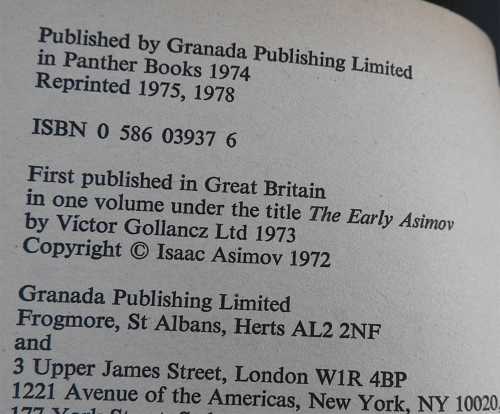 Published by Granada Publishing Limited
in Panther Books 1974
Reprinted 1975, 1978
ISBN 0 586 03937 6
First published in Great Britain
in one volume under the title The Early Asimov
by Victor Gollancz Ltd 1973
Copyright © Isaac Asimov 1972
Granada Publishing Limited
Frogmore, St Albans, Herts AL2 2NF
and
3 Upper James Street, London W1R 4BP
1221 Avenue of the Americas, New York, NY 10020